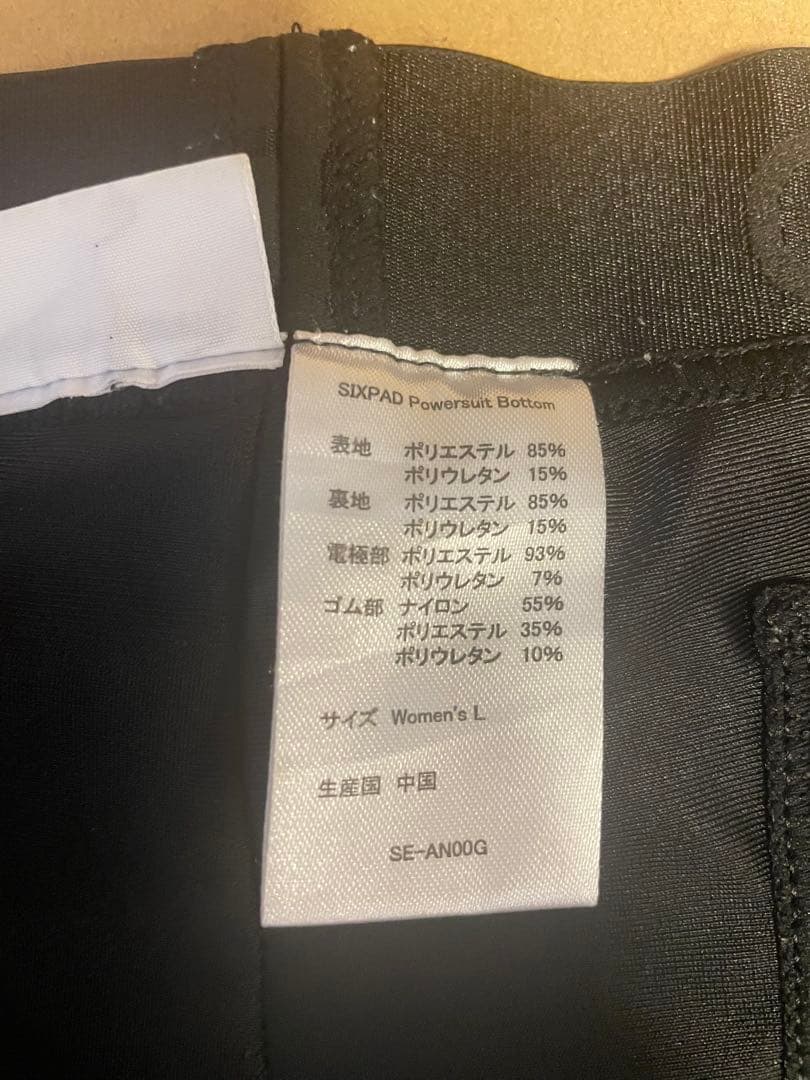 SIXPAD Powersuit Bottom
表地 ポリエステル 85%
ポリウレタン 15%
裏地 ポリエステル 85%
ポリウレタン 15%
電極部 ポリエステル 93%
ポリウレタン 7%
ゴム部 ナイロン 55%
ポリエステル 35%
ポリウレタン 10%
サイズ Women's L
生産国 中国
SE-AN00G